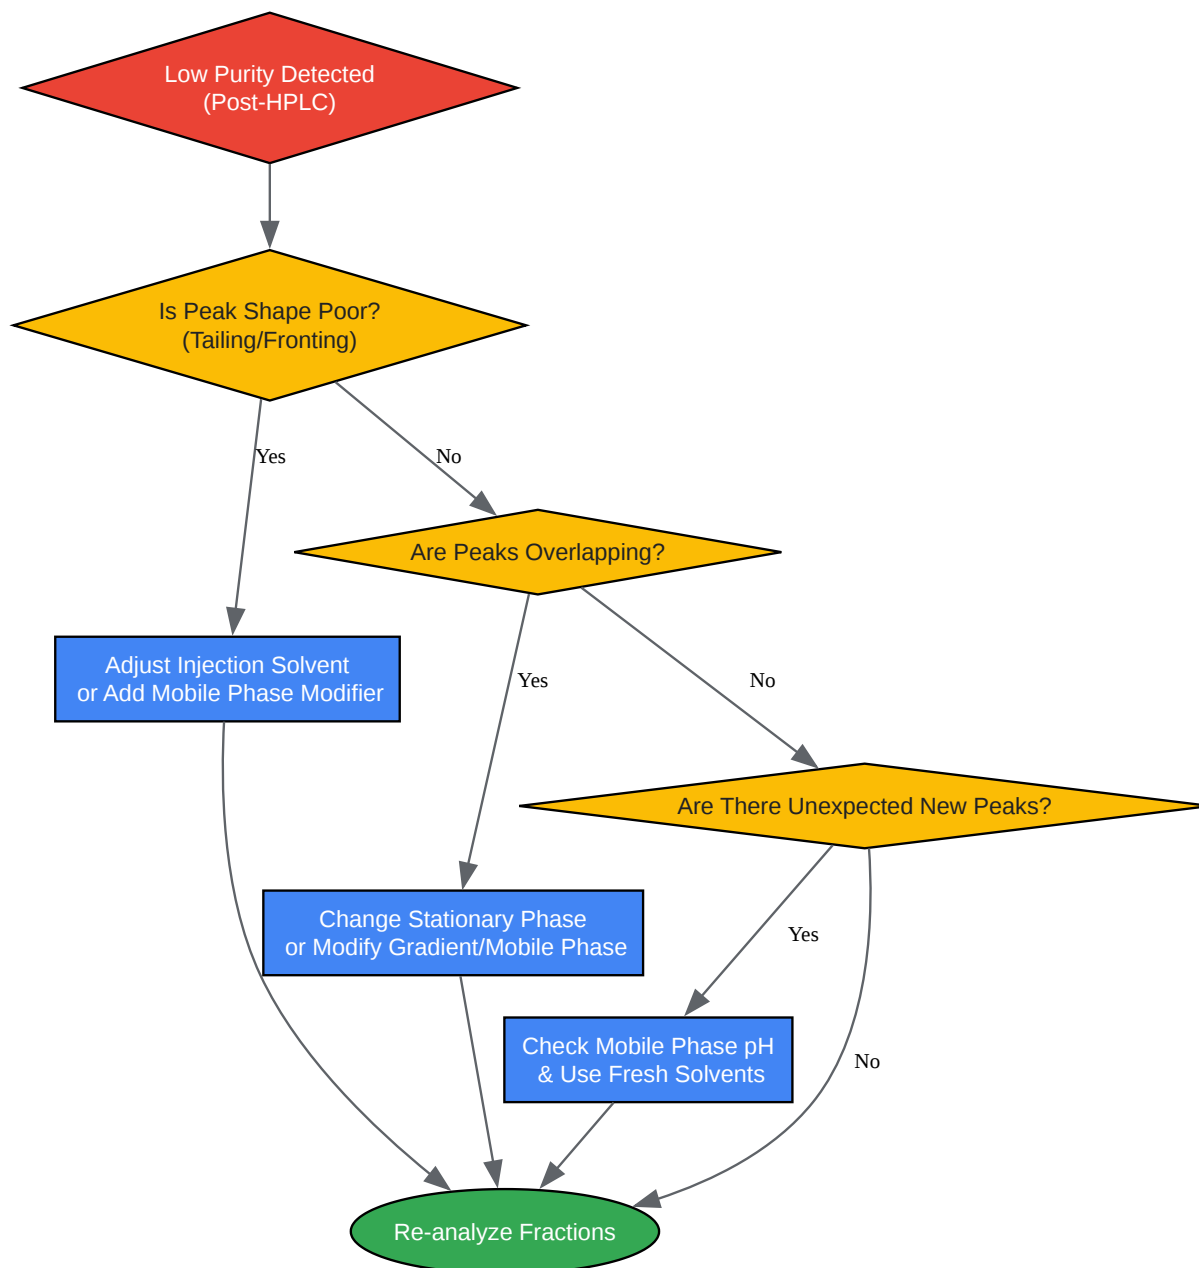 Low Purity Detected
(Post-HPLC)
Is Peak Shape Poor?
(Tailing/Fronting)
Yes
No
Are Peaks Overlapping?
Adjust Injection Solvent
or Add Mobile Phase Modifier
Yes
No
Are There Unexpected New Peaks?
Change Stationary Phase
or Modify Gradient/Mobile Phase
Yes
Check Mobile Phase pH
& Use Fresh Solvents
No
Re-analyze Fractions